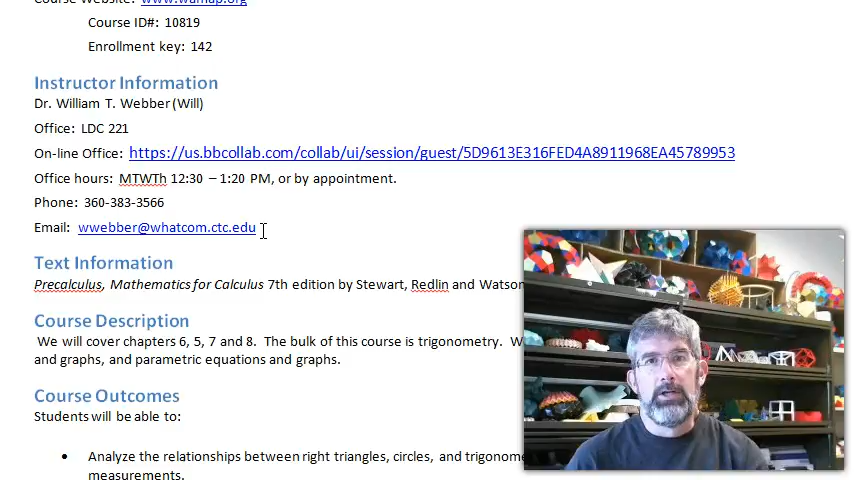 Course Website: www.wamap.org
Course ID#: 10819
Enrollment key: 142
Instructor Information
Dr. William T. Webber (Will)
Office: LDC 221
On-line Office: https://us.bbcollab.com/collab/ui/session/guest/5D9613E316FED4A8911968EA45789953
Office hours: MTWTh 12:30 – 1:20 PM, or by appointment.
Phone: 360-383-3566
Email: wwebber@whatcom.ctc.edu
Text Information
Precalculus, Mathematics for Calculus 7th edition by Stewart, Redlin and Watson
Course Description
We will cover chapters 6, 5, 7 and 8. The bulk of this course is trigonometry. W
and graphs, and parametric equations and graphs.
Course Outcomes
Students will be able to:
• Analyze the relationships between right triangles, circles, and trigonome
measurements.